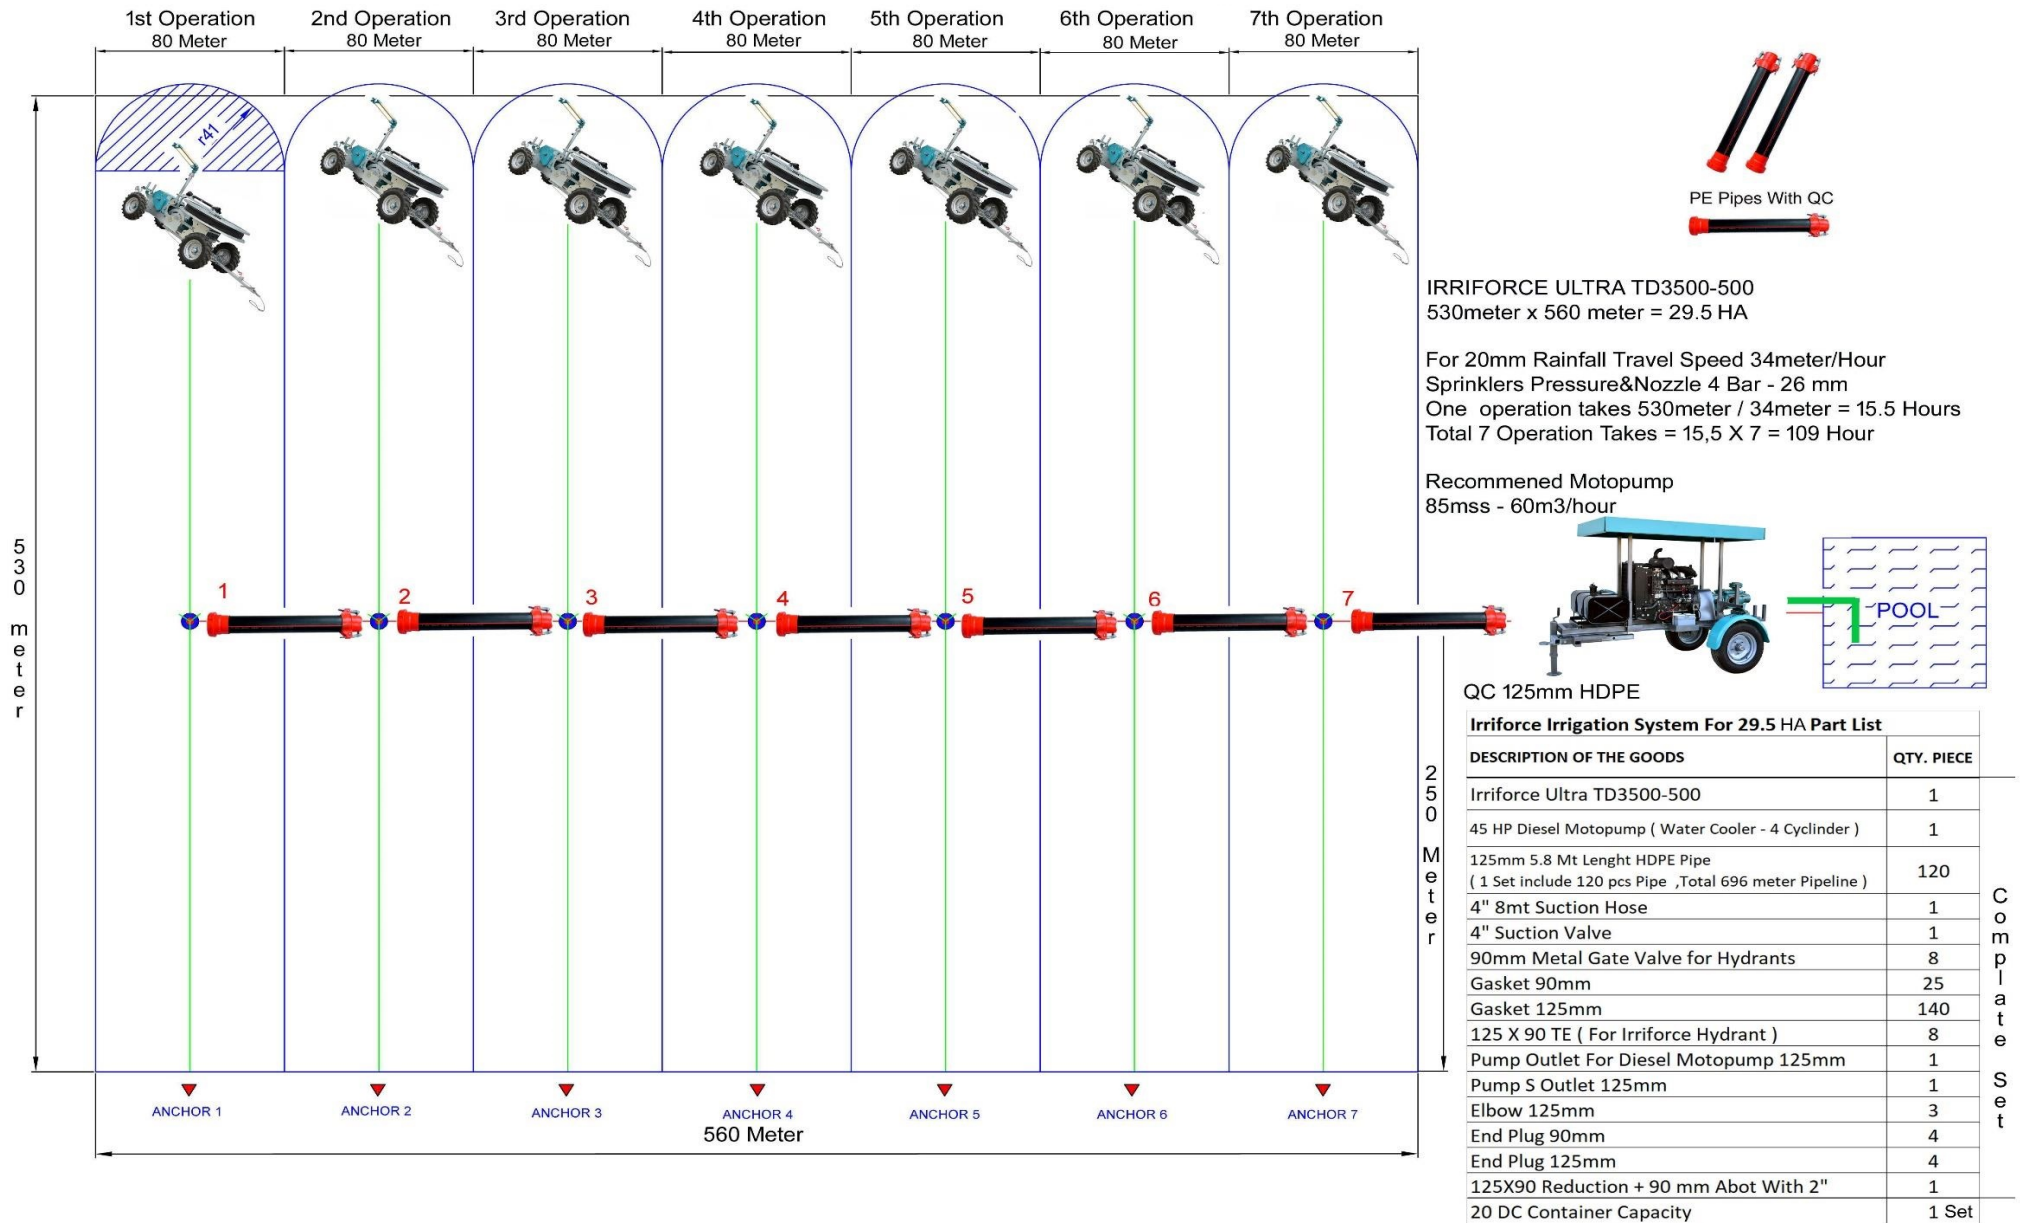 1st Operation
80 Meter
2nd Operation
80 Meter
3rd Operation
80 Meter
4th Operation
80 Meter
5th Operation
80 Meter
6th Operation
80 Meter
7th Operation
80 Meter
r41
530 meter
1
2
3
4
5
6
7
250 Meter
ANCHOR 1
ANCHOR 2
ANCHOR 3
ANCHOR 4
ANCHOR 5
ANCHOR 6
ANCHOR 7
560 Meter
PE Pipes With QC
IRRIFORCE ULTRA TD3500-500
530meter x 560 meter = 29.5 HA
For 20mm Rainfall Travel Speed 34meter/Hour
Sprinklers Pressure&Nozzle 4 Bar - 26 mm
One operation takes 530meter / 34meter = 15.5 Hours
Total 7 Operation Takes = 15,5 X 7 = 109 Hour
Recommened Motopump
85mss - 60m3/hour
POOL
QC 125mm HDPE
Irriforce Irrigation System For 29.5 HA Part List
DESCRIPTION OF THE GOODS QTY. PIECE
Irriforce Ultra TD3500-500 1
45 HP Diesel Motopump ( Water Cooler - 4 Cyclinder ) 1
125mm 5.8 Mt Lenght HDPE Pipe
( 1 Set include 120 pcs Pipe ,Total 696 meter Pipeline ) 120
4" 8mt Suction Hose 1
4" Suction Valve 1
90mm Metal Gate Valve for Hydrants 8
Gasket 90mm 25
Gasket 125mm 140
125 X 90 TE ( For Irriforce Hydrant ) 8
Pump Outlet For Diesel Motopump 125mm 1
Pump S Outlet 125mm 1
Elbow 125mm 3
End Plug 90mm 4
End Plug 125mm 4
125X90 Reduction + 90 mm Abot With 2" 1
20 DC Container Capacity 1 Set
Complate Set